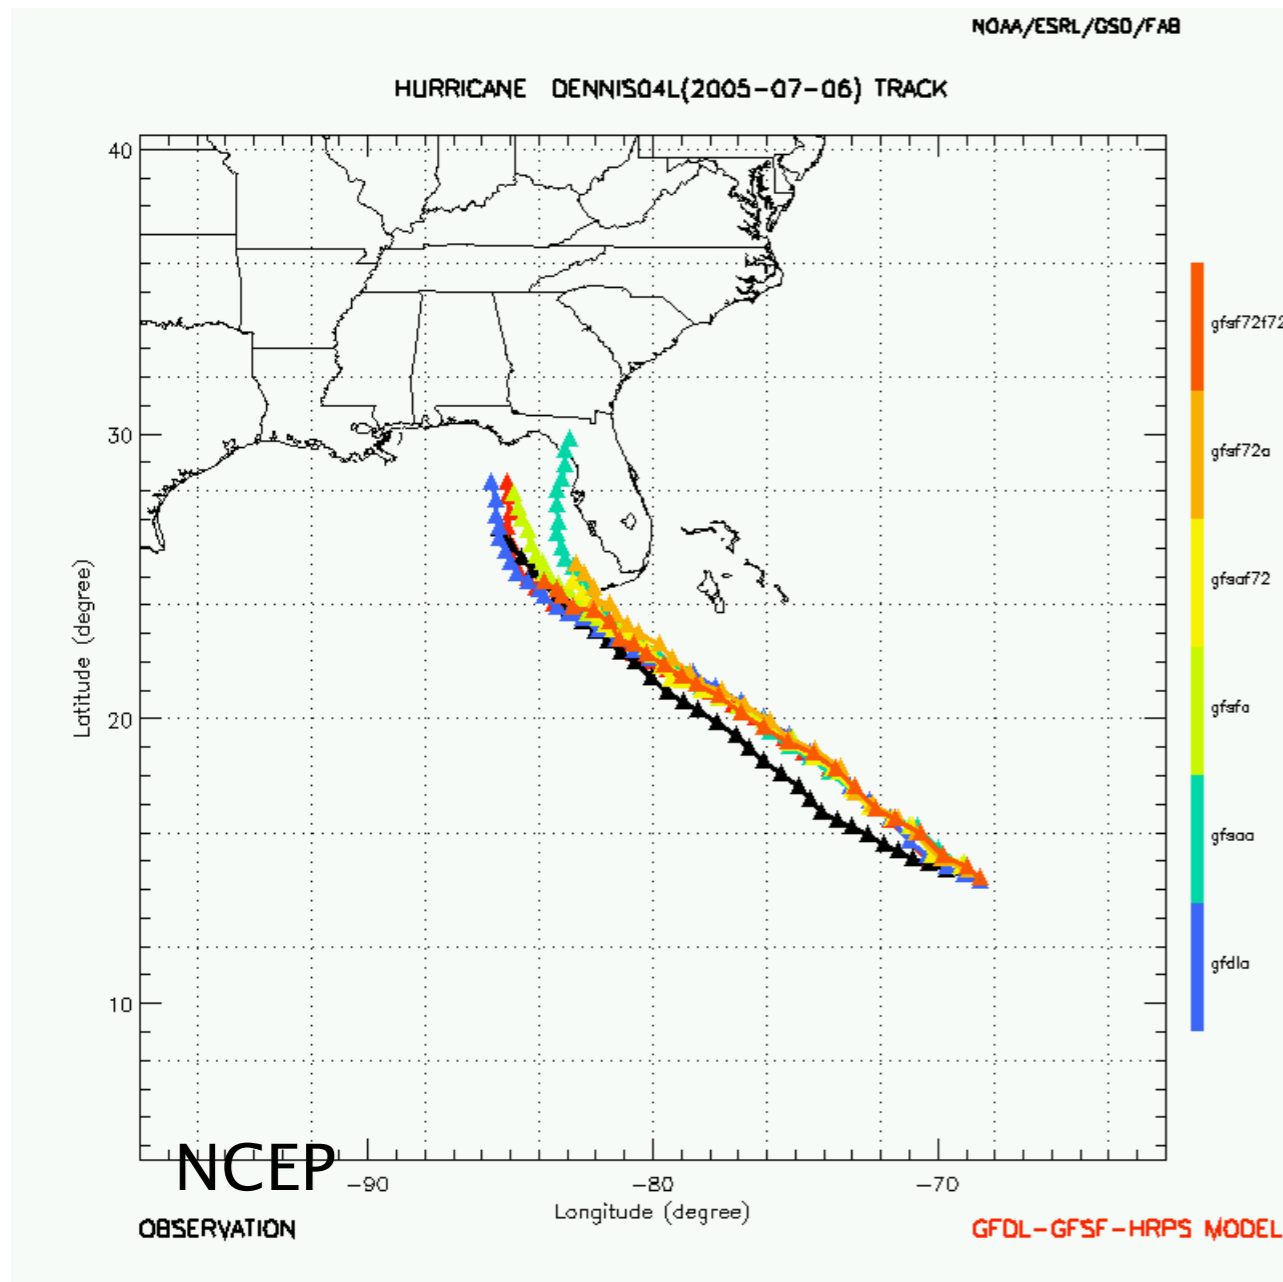 NOAA/ESRL/GSD/FAB
HURRICANE DENNIS04L(2005-07-06) TRACK
40
30
20
10
Latitude (degree)
gfsf72f72
gfsf72a
gfsaf72
gfsfa
gfsaa
gfdla
NCEP
-90
-80
-70
Longitude (degree)
OBSERVATION
GFDL-GFSF-HRPS MODEL